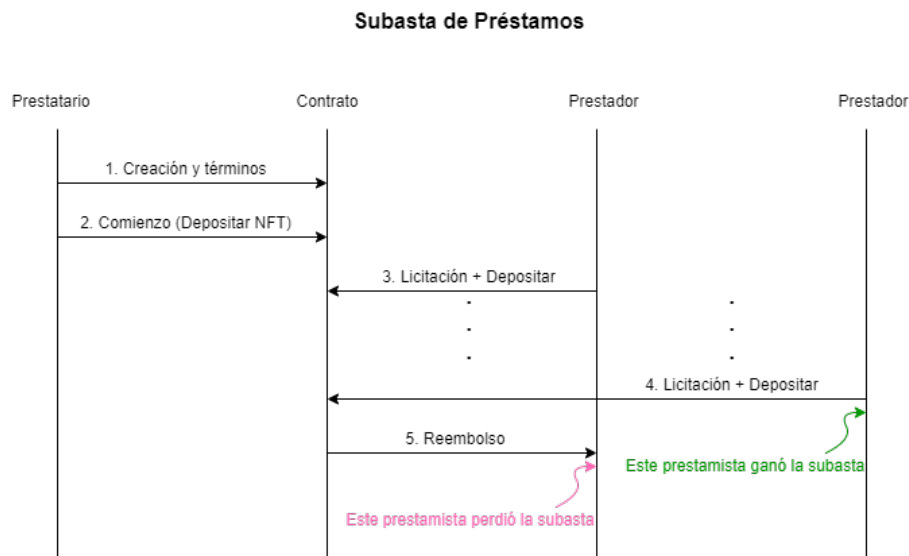 Subasta de Préstamos
Prestatario
Contrato
Prestador
Prestador
1. Creación y términos
2. Comienzo (Depositar NFT)
3. Licitación + Depositar
4. Licitación + Depositar
5. Reembolso
Este prestamista ganó la subasta
Este prestamista perdió la subasta